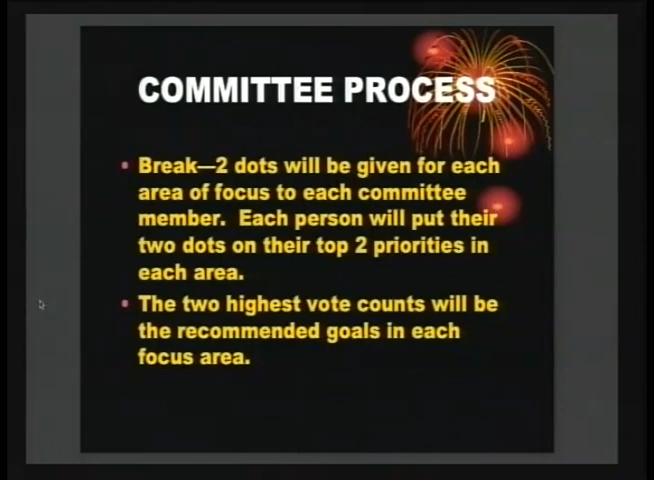 COMMITTEE PROCESS
• Break—2 dots will be given for each
area of focus to each committee
member.  Each person will put their
two dots on their top 2 priorities in
each area.
• The two highest vote counts will be
the recommended goals in each
focus area.